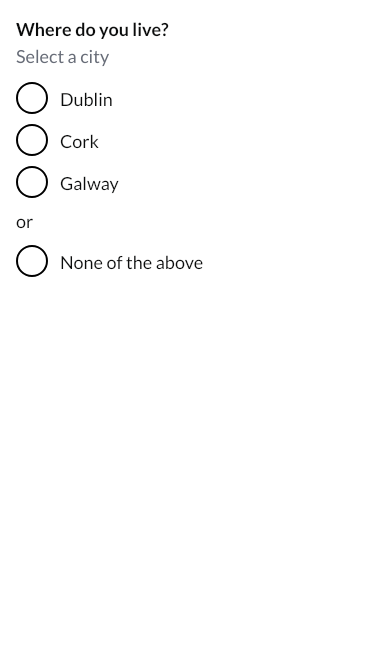 Where do you live?
Select a city
Dublin
Cork
Galway
or
None of the above